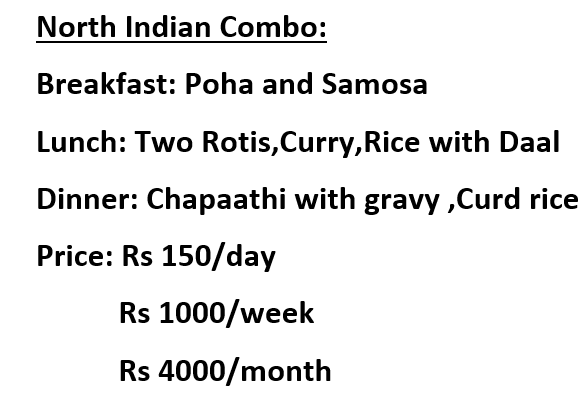 North Indian Combo:
Breakfast: Poha and Samosa
Lunch: Two Rotis,Curry,Rice with Daal
Dinner: Chapaathi with gravy ,Curd rice
Price: Rs 150/day
Rs 1000/week
Rs 4000/month